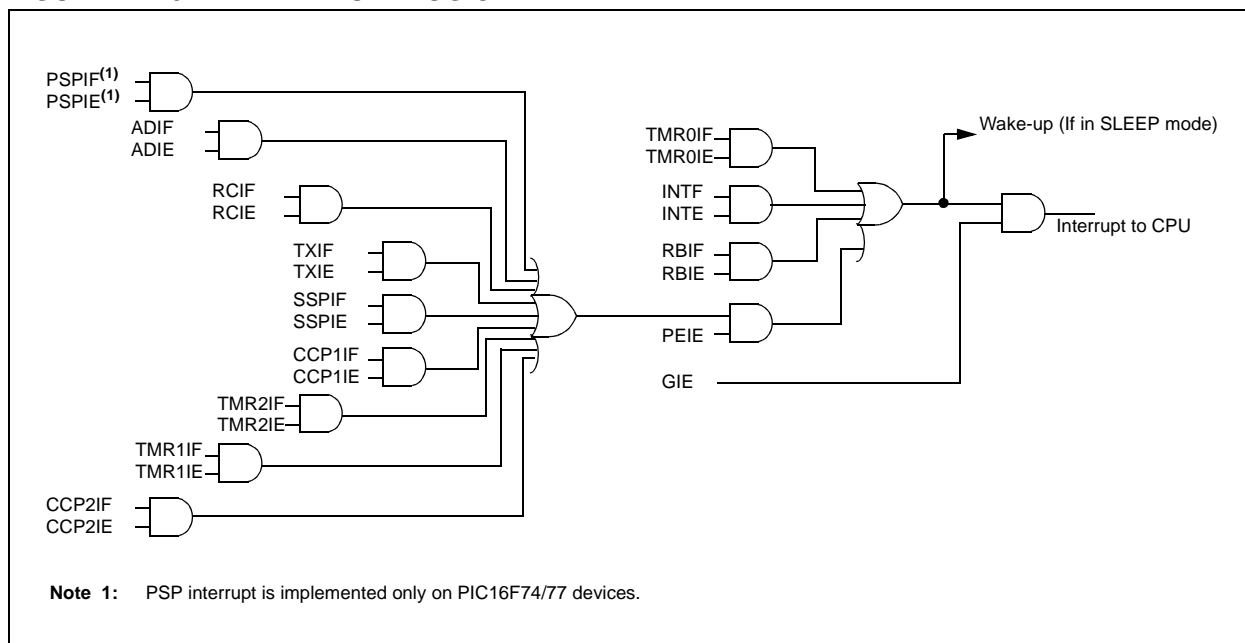 PSPIF(1)
PSPIE(1)
ADIF
ADIE
RCIF
RCIE
TXIF
TXIE
SSPIF
SSPIE
CCP1IF
CCP1IE
TMR2IF
TMR2IE
TMR1IF
TMR1IE
CCP2IF
CCP2IE
TMR0IF
TMR0IE
INTF
INTE
RBIF
RBIE
PEIE
GIE
Wake-up (If in SLEEP mode)
Interrupt to CPU
Note 1: PSP interrupt is implemented only on PIC16F74/77 devices.